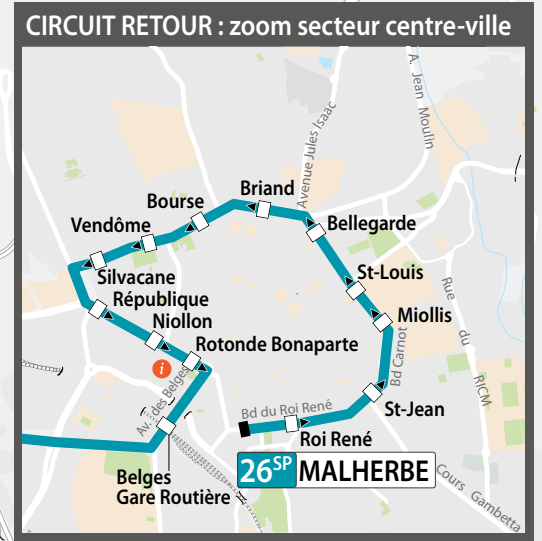 CIRCUIT RETOUR : zoom secteur centre-ville
A. Jean Moulin
Avenue Jules Isaac
Briand
Bourse
Vendôme
Bellegarde
Silvacane
St-Louis
République
Niollon
Miollis
Rue du RICM
Rotonde Bonaparte
i
Bd Carnot
Av. des Belges
Bd du Roi René
St-Jean
Roi René
26SP MALHERBE
Belges
Gare Routière
Cours Gambetta